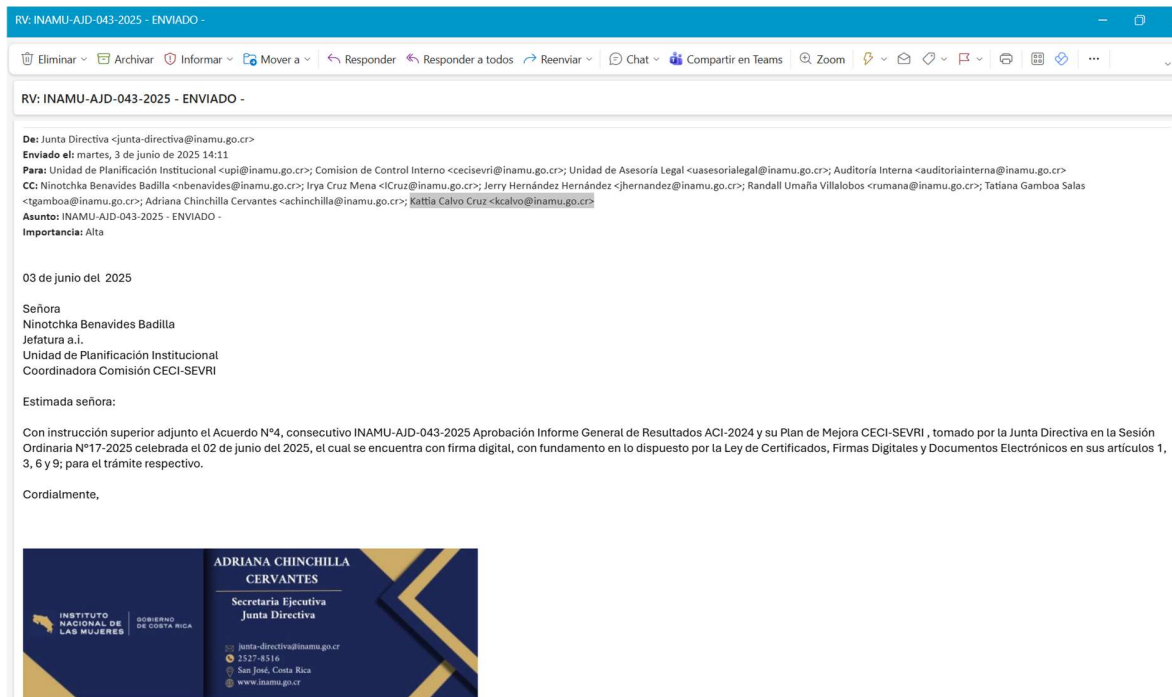 RV: INAMU-AJD-043-2025 - ENVIADO -
Eliminar Archivar Informar Mover a Responder Responder a todos Reenviar Chat Compartir en Teams Zoom
RV: INAMU-AJD-043-2025 - ENVIADO -
De: Junta Directiva <junta-directiva@inamu.go.cr>
Enviado el: martes, 3 de junio de 2025 14:11
Para: Unidad de Planificación Institucional <upi@inamu.go.cr>; Comision de Control Interno <cecisevri@inamu.go.cr>; Unidad de Asesoría Legal <uasesorialegal@inamu.go.cr>; Auditoría Interna <auditoriainterna@inamu.go.cr>
CC: Ninotchka Benavides Badilla <nbenavides@inamu.go.cr>; Irya Cruz Mena <ICruz@inamu.go.cr>; Jerry Hernández Hernández <jhernandez@inamu.go.cr>; Randall Umaña Villalobos <rumana@inamu.go.cr>; Tatiana Gamboa Salas
<tgamboa@inamu.go.cr>; Adriana Chinchilla Cervantes <achinchilla@inamu.go.cr>; Kattia Calvo Cruz <kcalvo@inamu.go.cr>
Asunto: INAMU-AJD-043-2025 - ENVIADO -
Importancia: Alta
03 de junio del 2025
Señora
Ninotchka Benavides Badilla
Jefatura a.i.
Unidad de Planificación Institucional
Coordinadora Comisión CECI-SEVRI
Estimada señora:
Con instrucción superior adjunto el Acuerdo N°4, consecutivo INAMU-AJD-043-2025 Aprobación Informe General de Resultados ACI-2024 y su Plan de Mejora CECI-SEVRI , tomado por la Junta Directiva en la Sesión
Ordinaria N°17-2025 celebrada el 02 de junio del 2025, el cual se encuentra con firma digital, con fundamento en lo dispuesto por la Ley de Certificados, Firmas Digitales y Documentos Electrónicos en sus artículos 1,
3, 6 y 9; para el trámite respectivo.
Cordialmente,
INSTITUTO
NACIONAL DE
LAS MUJERES
GOBIERNO
DE COSTA RICA
ADRIANA CHINCHILLA
CERVANTES
Secretaria Ejecutiva
Junta Directiva
junta-directiva@inamu.go.cr
2527-8516
San José, Costa Rica
www.inamu.go.cr